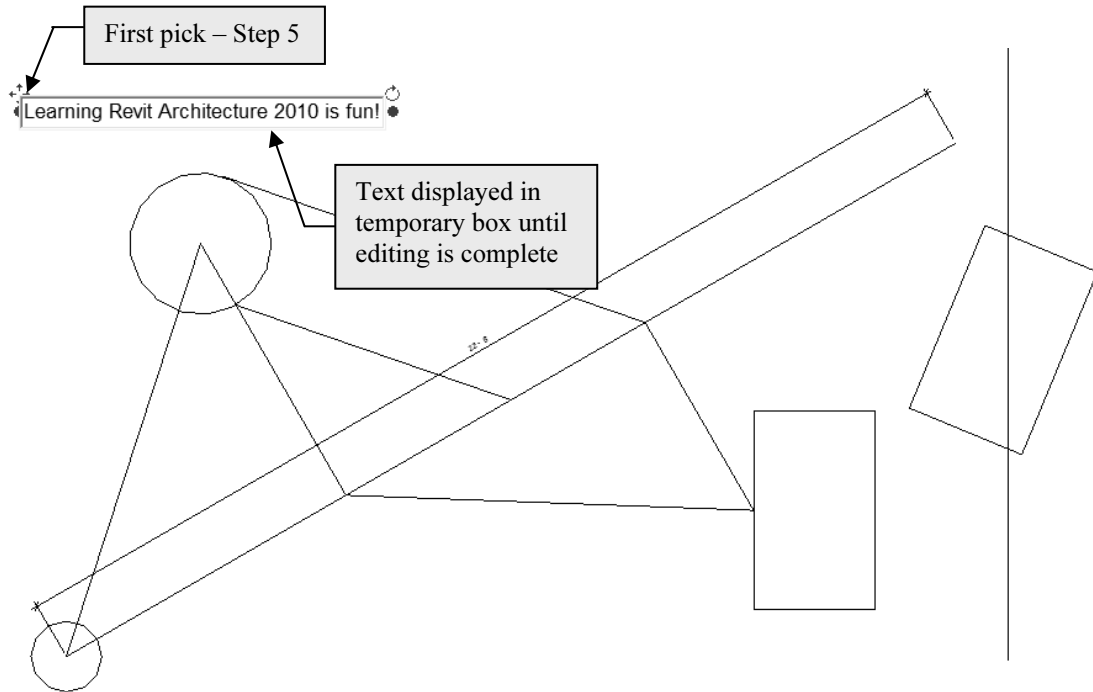 First pick – Step 5
Learning Revit Architecture 2010 is fun!
Text displayed in
temporary box until
editing is complete